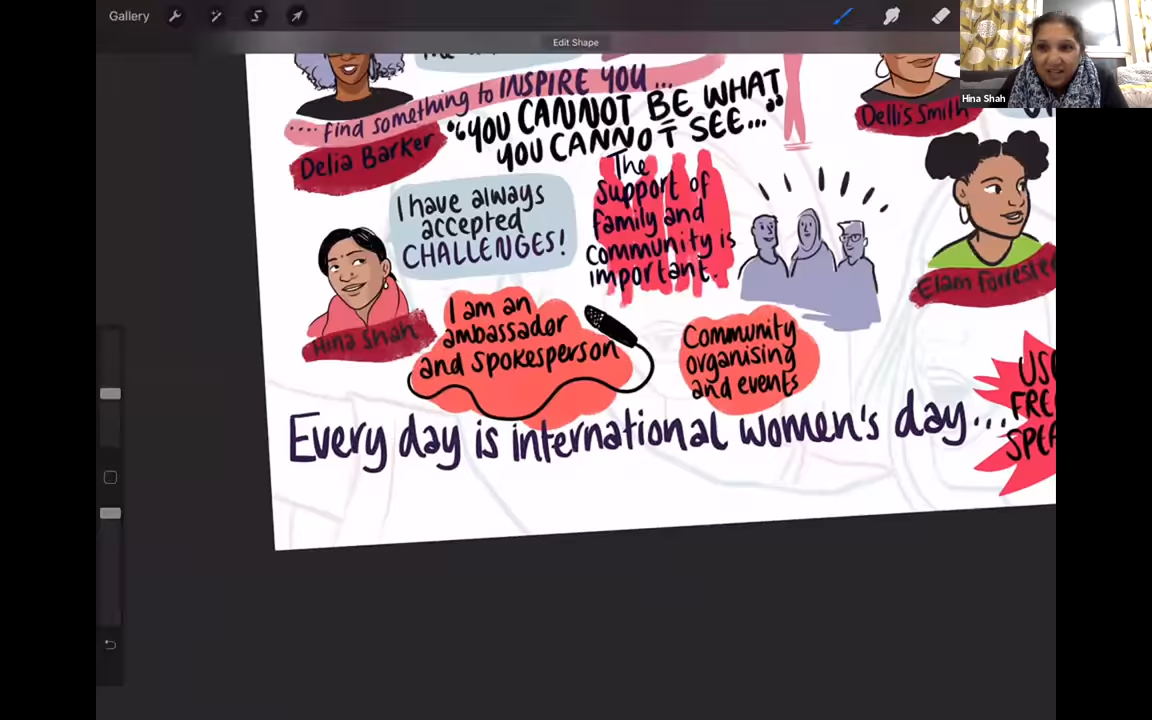 Gallery
Edit Shape
Hina Shah
.... find something to INSPIRE YOU...
Delia Barker
"YOU CANNOT BE WHAT
YOU CANNOT SEE..."
Dellis Smith
I have always
accepted
CHALLENGES!
The
support of
family and
community is
important.
Elam Forrester
Hina Shah
I am an
ambassador
and spokesperson
Community
organising
and events
Every day is international women's day...